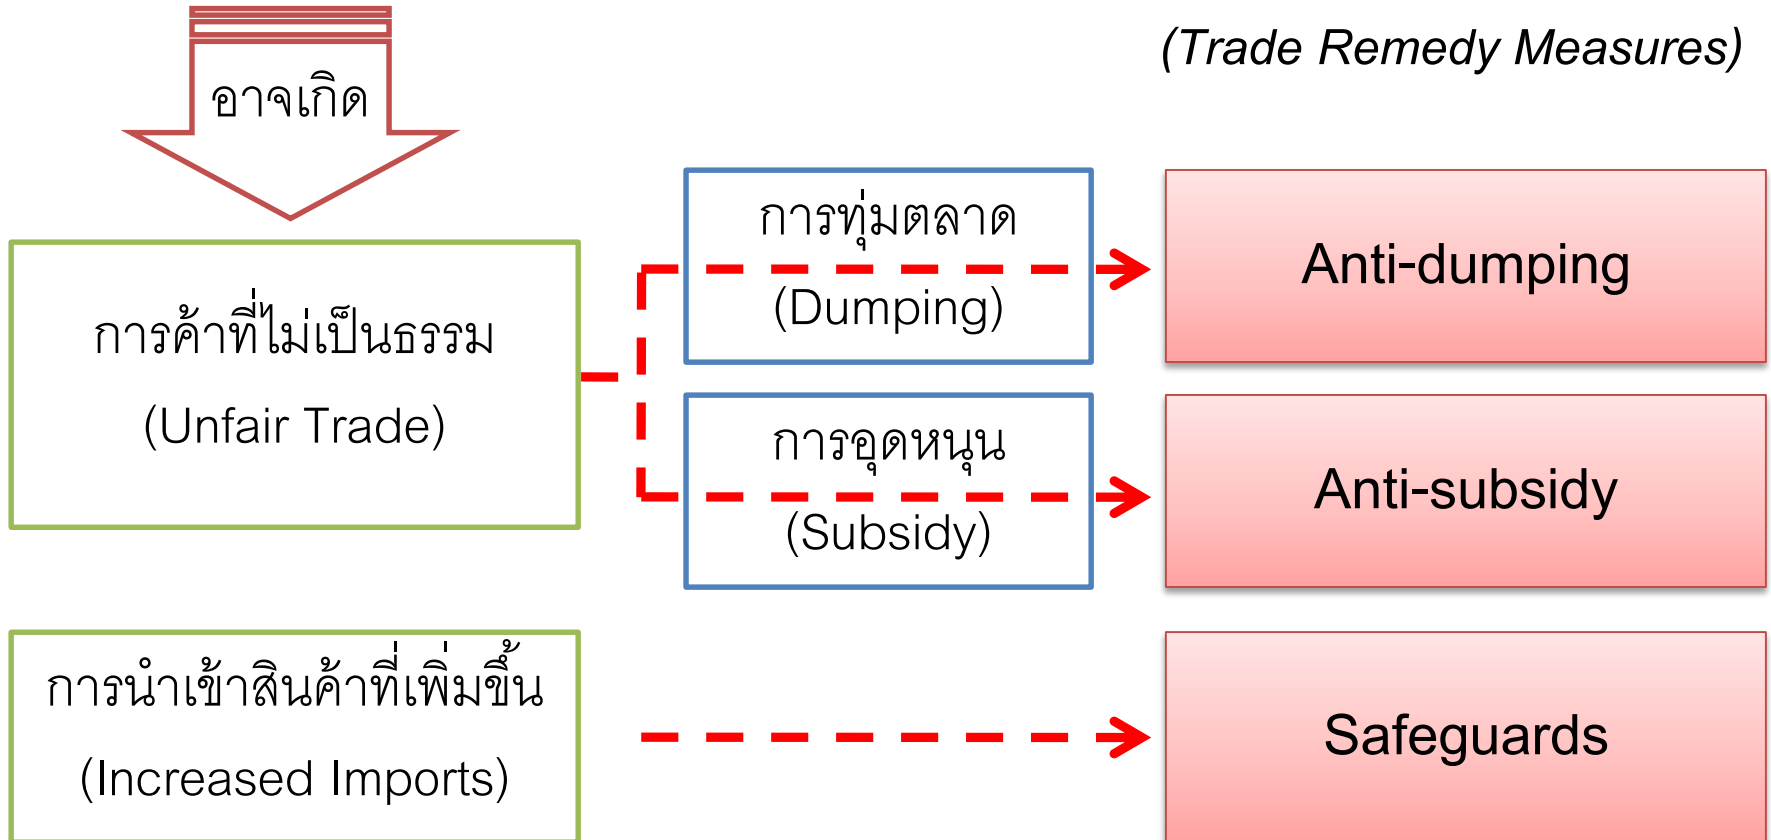 (Trade Remedy Measures)
อาจเกิด
การค้าที่ไม่เป็นธรรม
(Unfair Trade)
การทุ่มตลาด
(Dumping)
Anti-dumping
การอุดหนุน
(Subsidy)
Anti-subsidy
การนำเข้าสินค้าที่เพิ่มขึ้น
(Increased Imports)
Safeguards